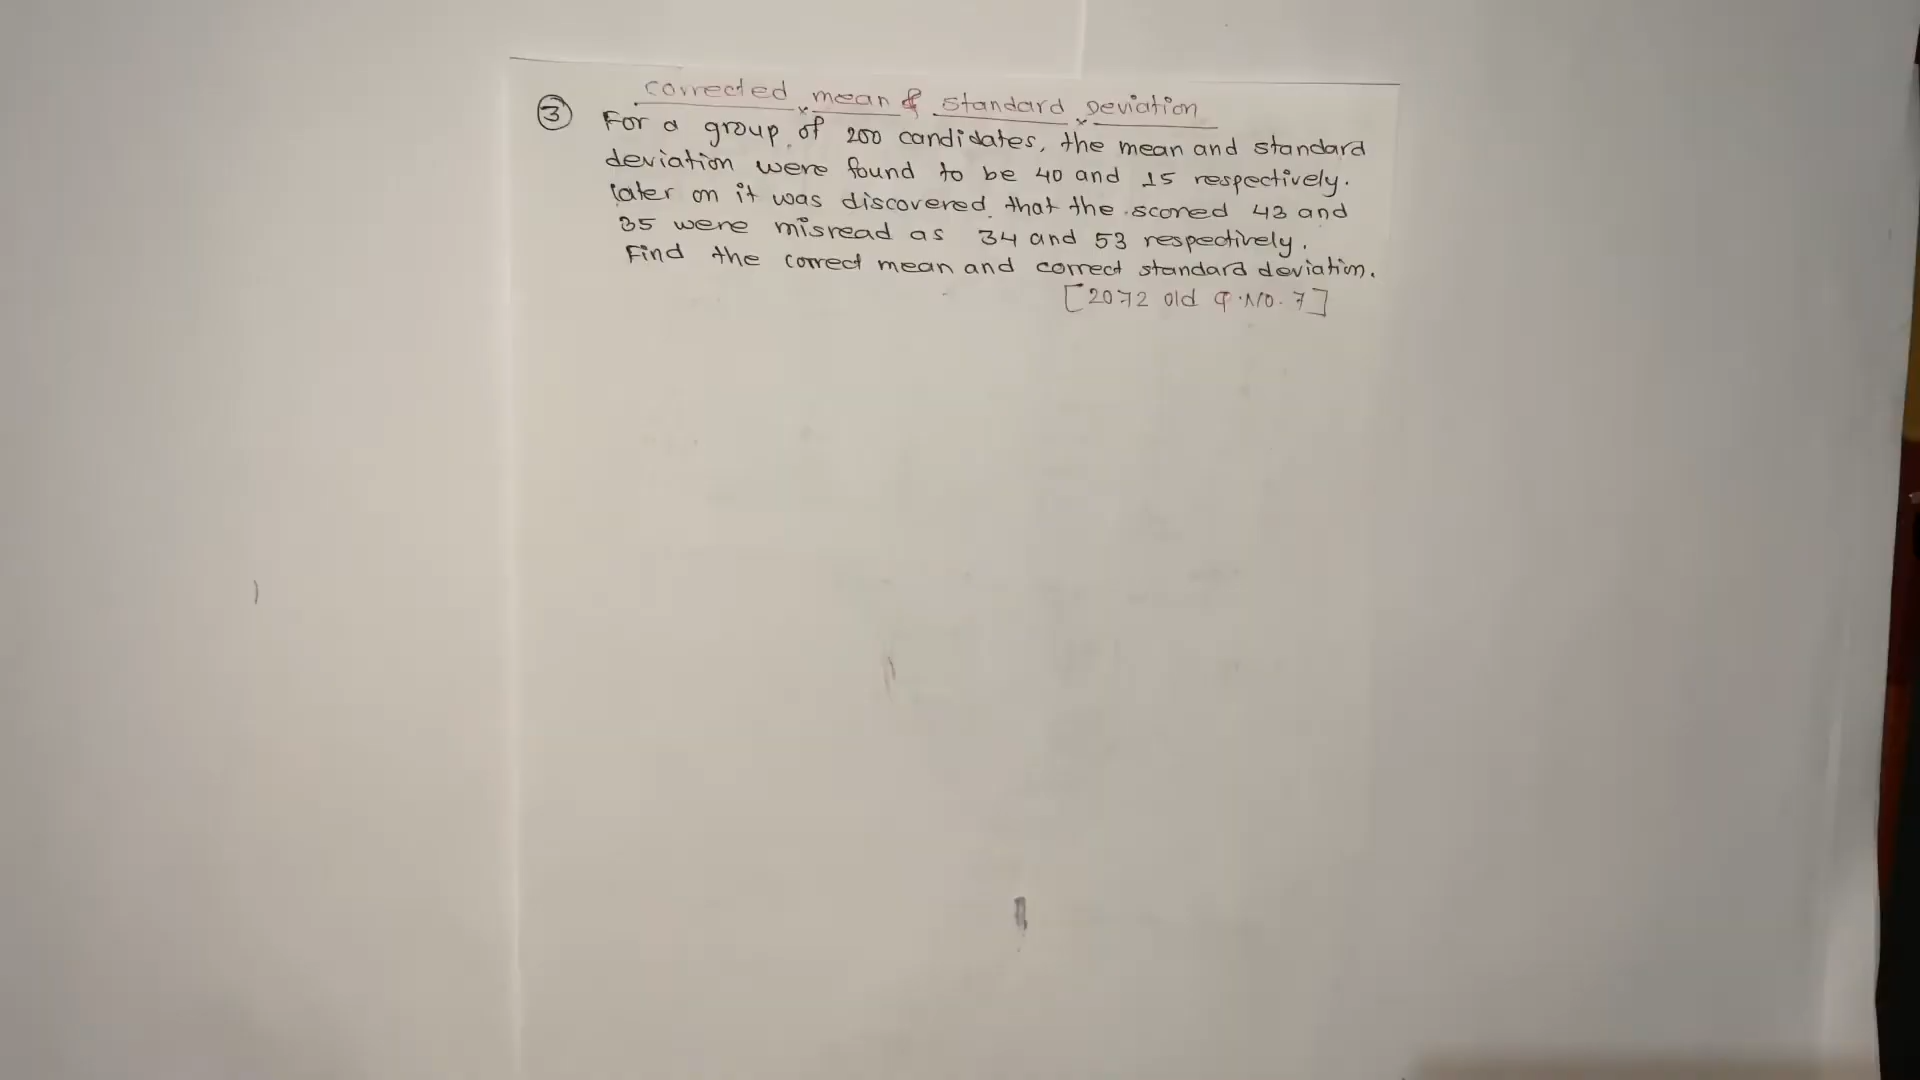 corrected mean & standard Deviation
③ For a group of 200 candidates, the mean and standard
deviation were found to be 40 and 15 respectively.
later on it was discovered that the scored 43 and
35 were misread as 34 and 53 respectively.
Find the correct mean and correct standard deviation.
[2072 old Q.NO. 7]